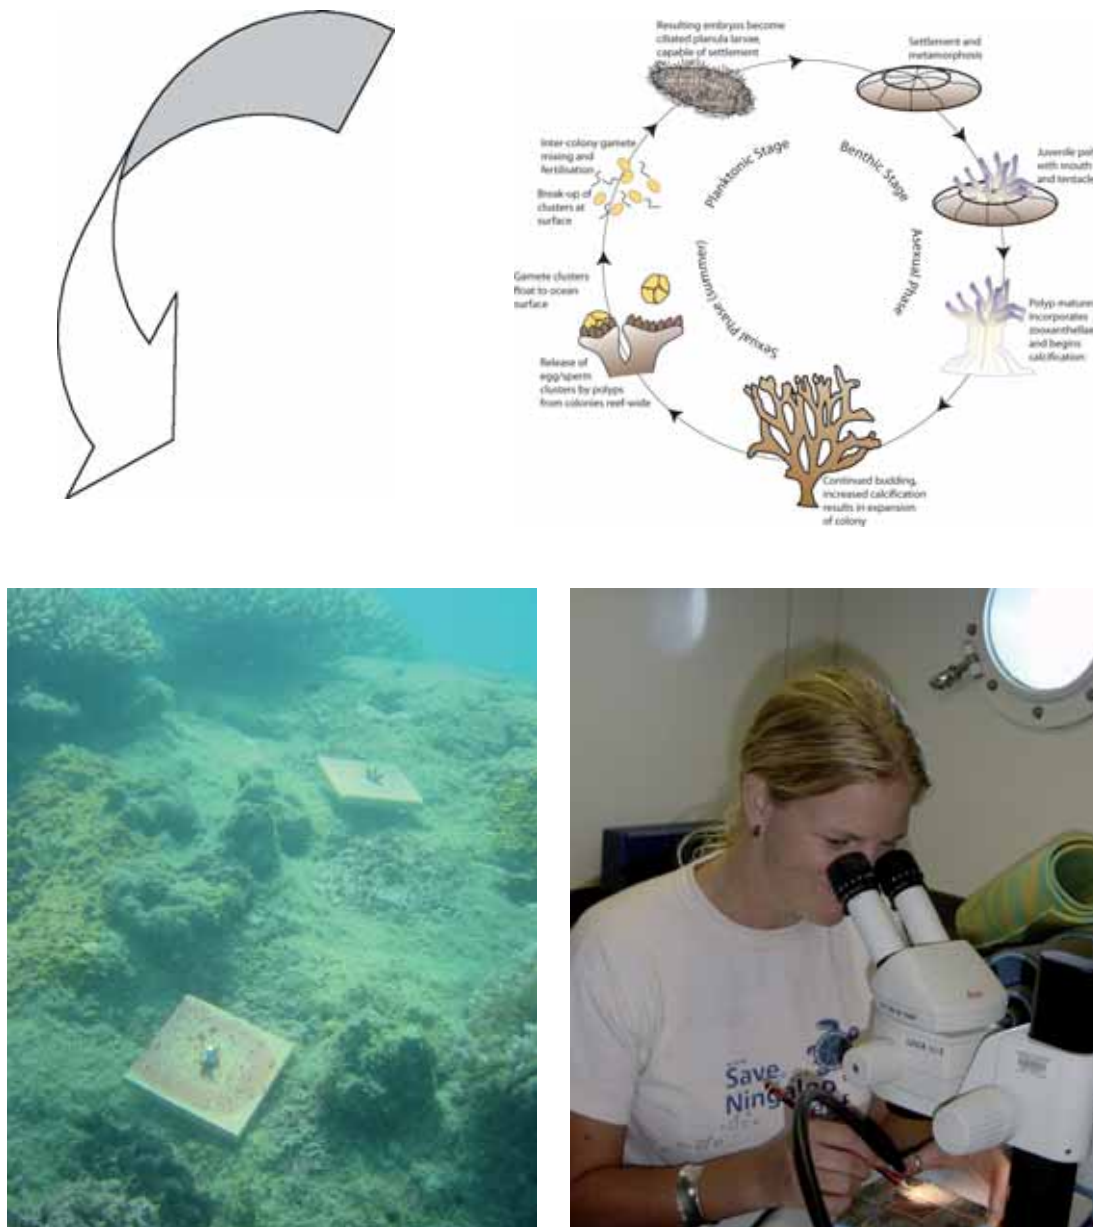 Resulting embryos become
ciliated planula larvae,
capable of settlement
Settlement and
metamorphosis
Inter-colony gamete
mixing and
fertilisation
Break-up of
clusters at
surface
Planktonic Stage
Benthic Stage
Juvenile pol
with mouth
and tentacle
Asexual Phase
Sexual Phase (summer)
Gamete clusters
float to ocean
surface
Polyp matures
incorporates
zooxanthellae
and begins
calcification
Release of
egg/sperm
clusters by polyps
from colonies reef-wide
Continued budding,
increased calcification
results in expansion
of colony
Save
Ningaloo